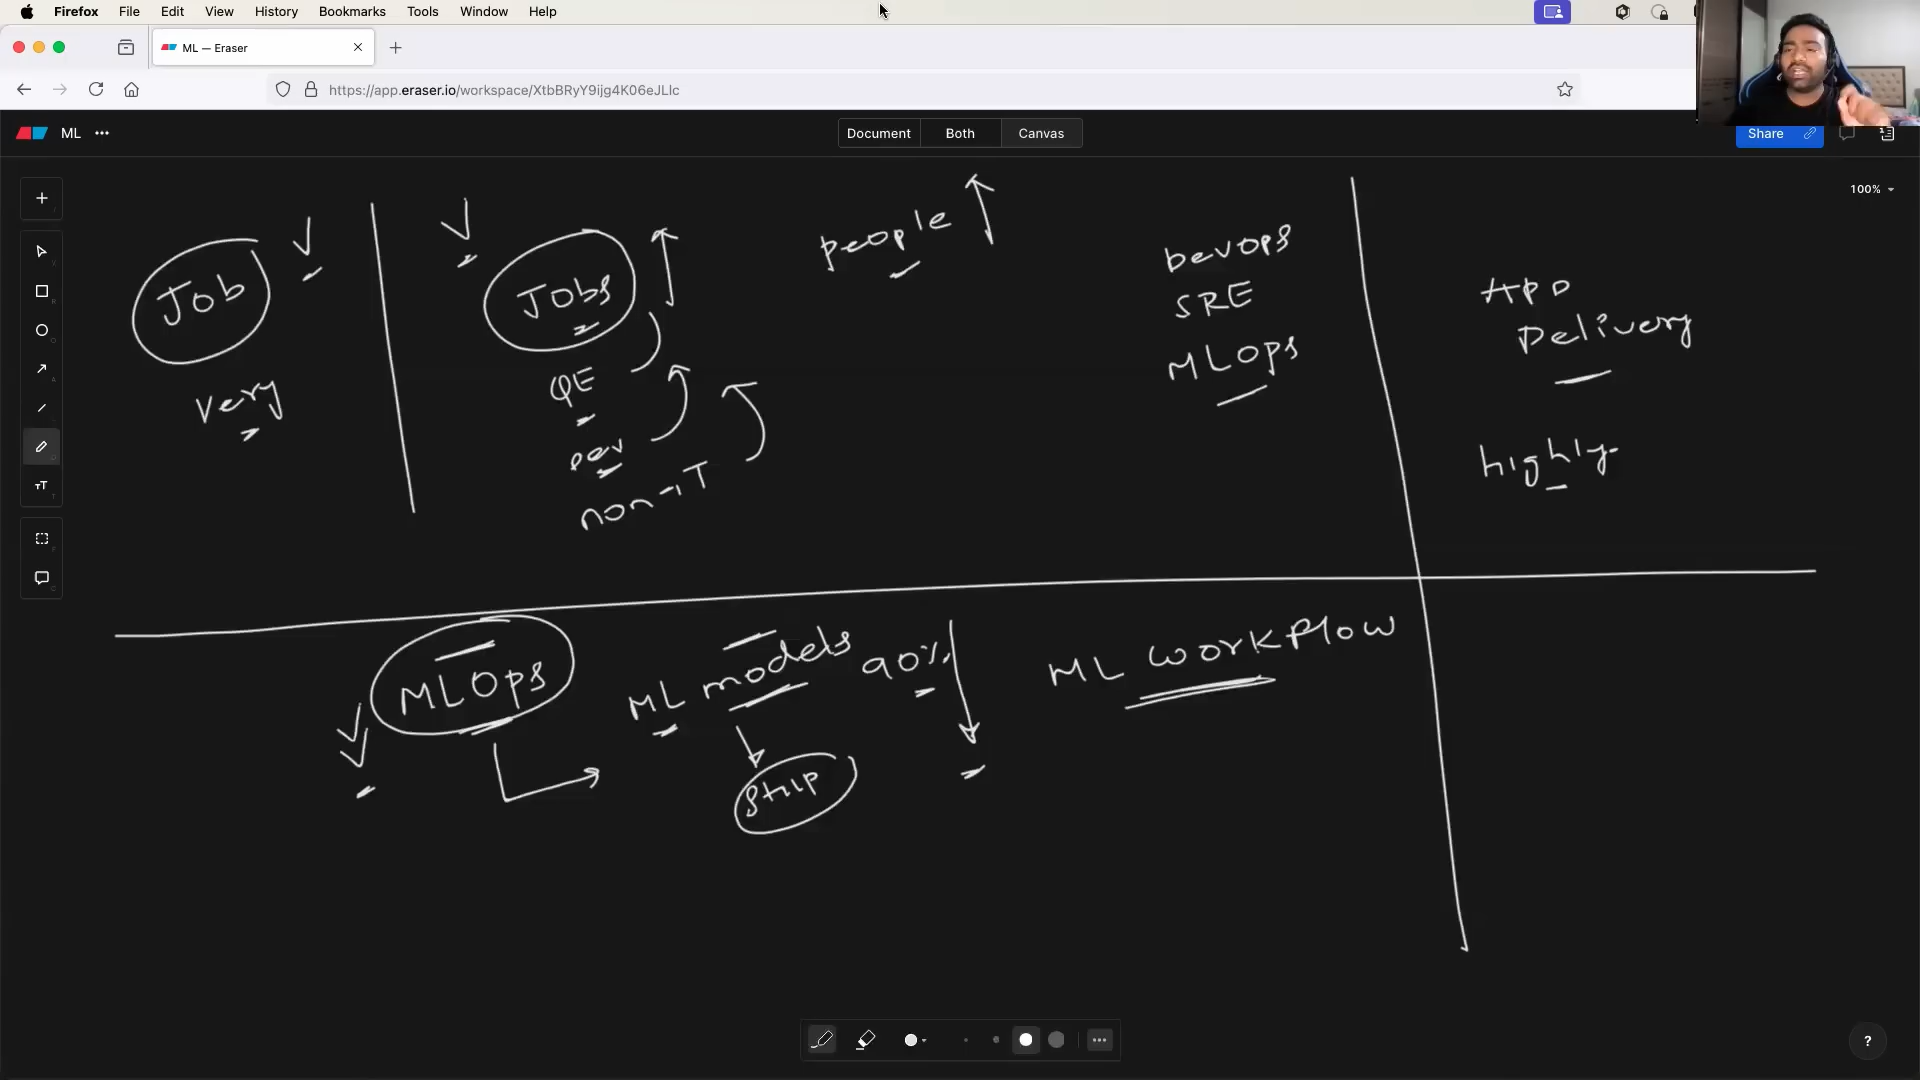 Firefox File Edit View History Bookmarks Tools Window Help
ML — Eraser
https://app.eraser.io/workspace/XtbBRyY9ijg4K06eJLlc
ML
Document Both Canvas
Share
100%
Job
very
Jobs
QE
Dev
non-IT
people
DevOps
SRE
MLOps
App
Delivery
highly
MLOps
ML models 90%
ML workflow
?